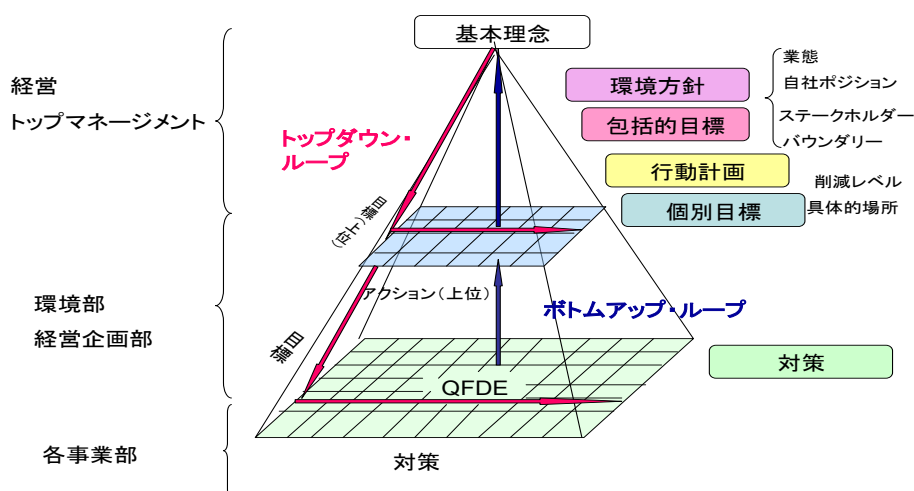 基本理念
業態
環境方針
自社ポジション
経営
トップマネージメント
包括的目標
ステークホルダー
バウンダリー
トップダウン・
ループ
行動計画
削減レベル
個別目標
具体的場所
目標(上位)
アクション(上位)
環境部
経営企画部
ボトムアップ・ループ
目標
対策
QFDE
各事業部
対策